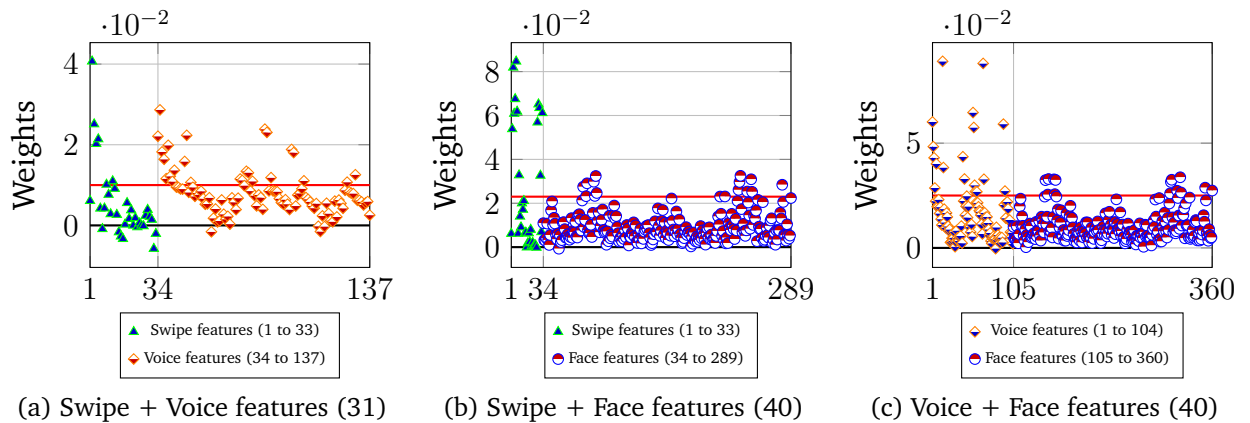 ·10⁻²
Weights
4
2
0
1 34 137
Swipe features (1 to 33)
Voice features (34 to 137)
(a) Swipe + Voice features (31)
·10⁻²
Weights
8
6
4
2
0
1 34 289
Swipe features (1 to 33)
Face features (34 to 289)
(b) Swipe + Face features (40)
·10⁻²
Weights
5
0
1 105 360
Voice features (1 to 104)
Face features (105 to 360)
(c) Voice + Face features (40)